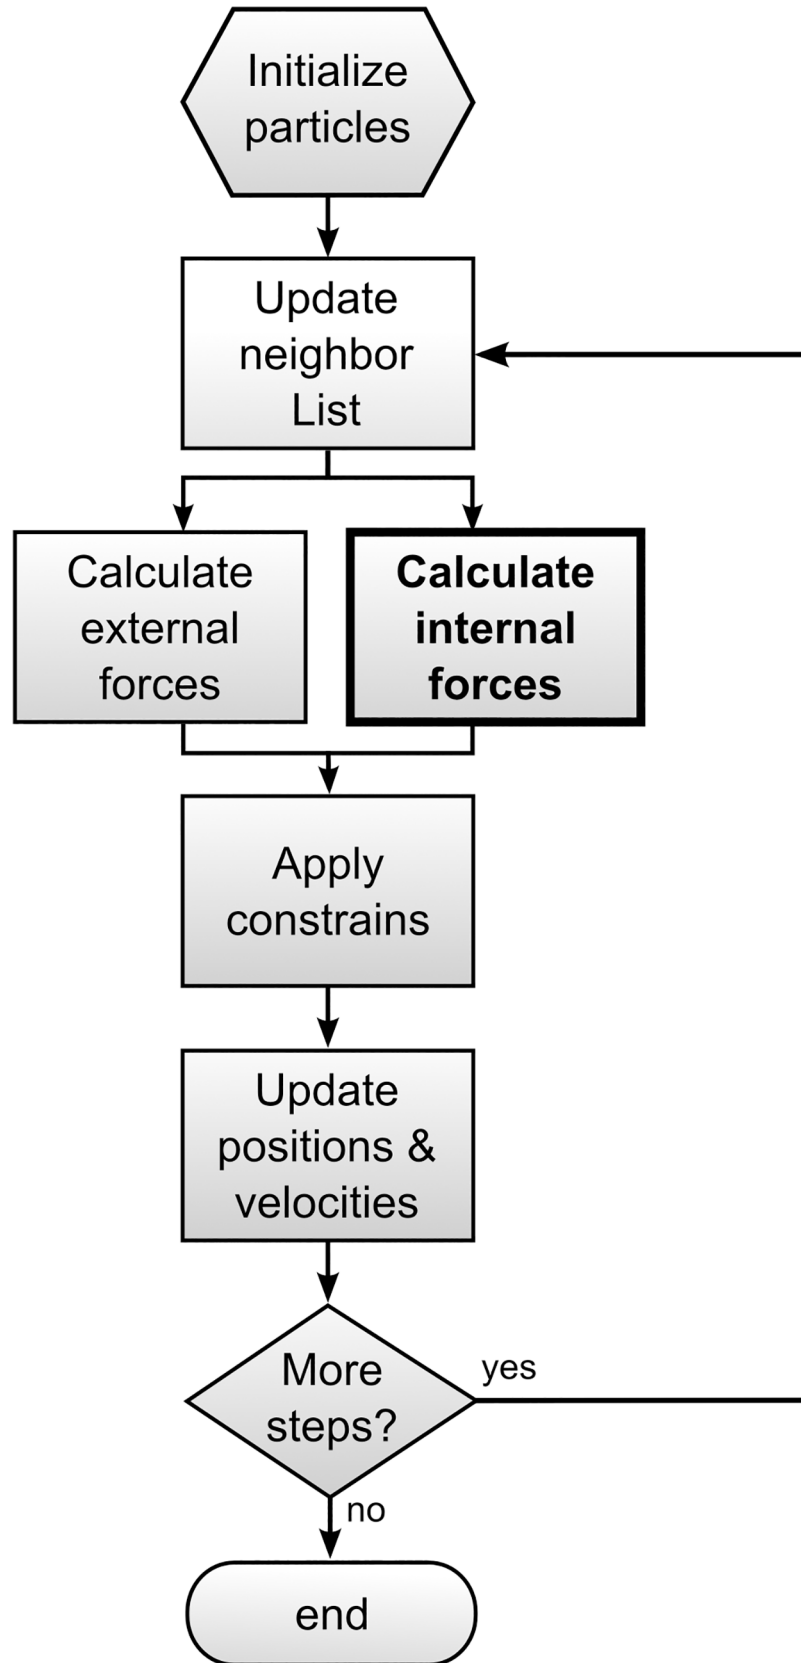 Initialize
particles
Update
neighbor
List
Calculate
external
forces
Calculate
internal
forces
Apply
constrains
Update
positions &
velocities
More
steps?
yes
no
end